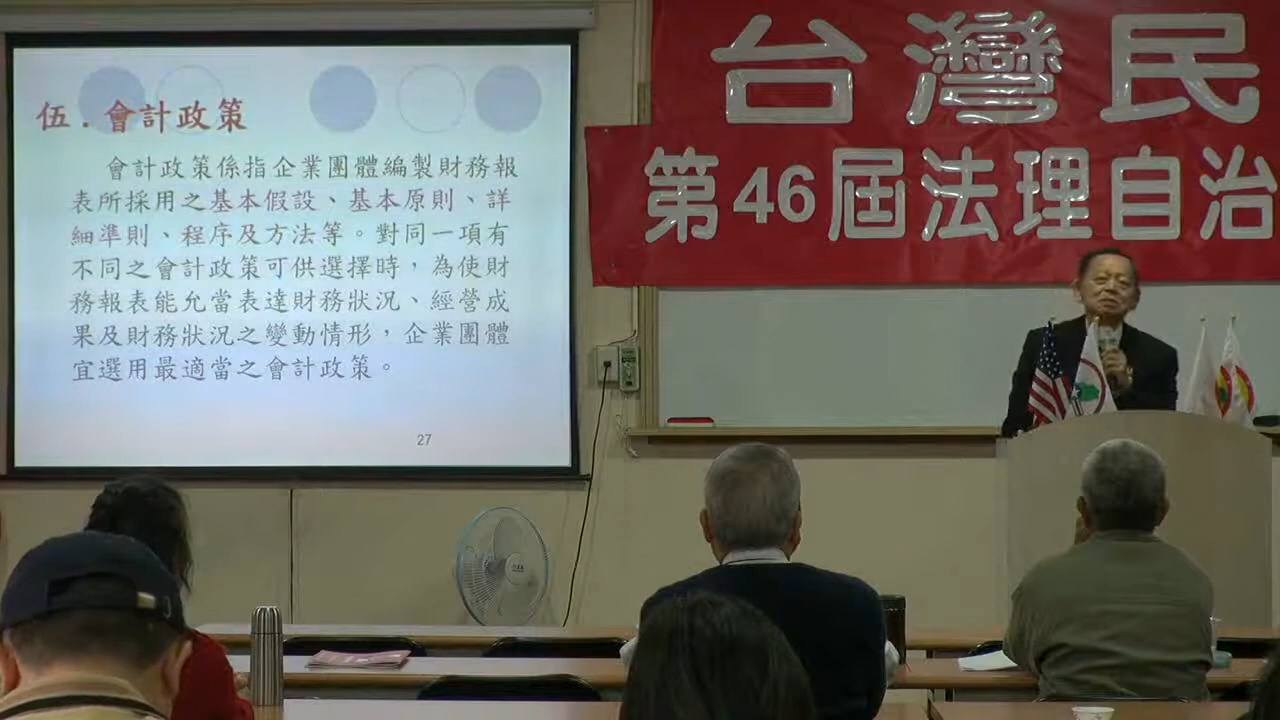 伍．會計政策
會計政策係指企業團體編製財務報
表所採用之基本假設、基本原則、詳
細準則、程序及方法等。對同一項有
不同之會計政策可供選擇時，為使財
務報表能允當表達財務狀況、經營成
果及財務狀況之變動情形，企業團體
宜選用最適當之會計政策。
27
台灣民
第46屆法理自治